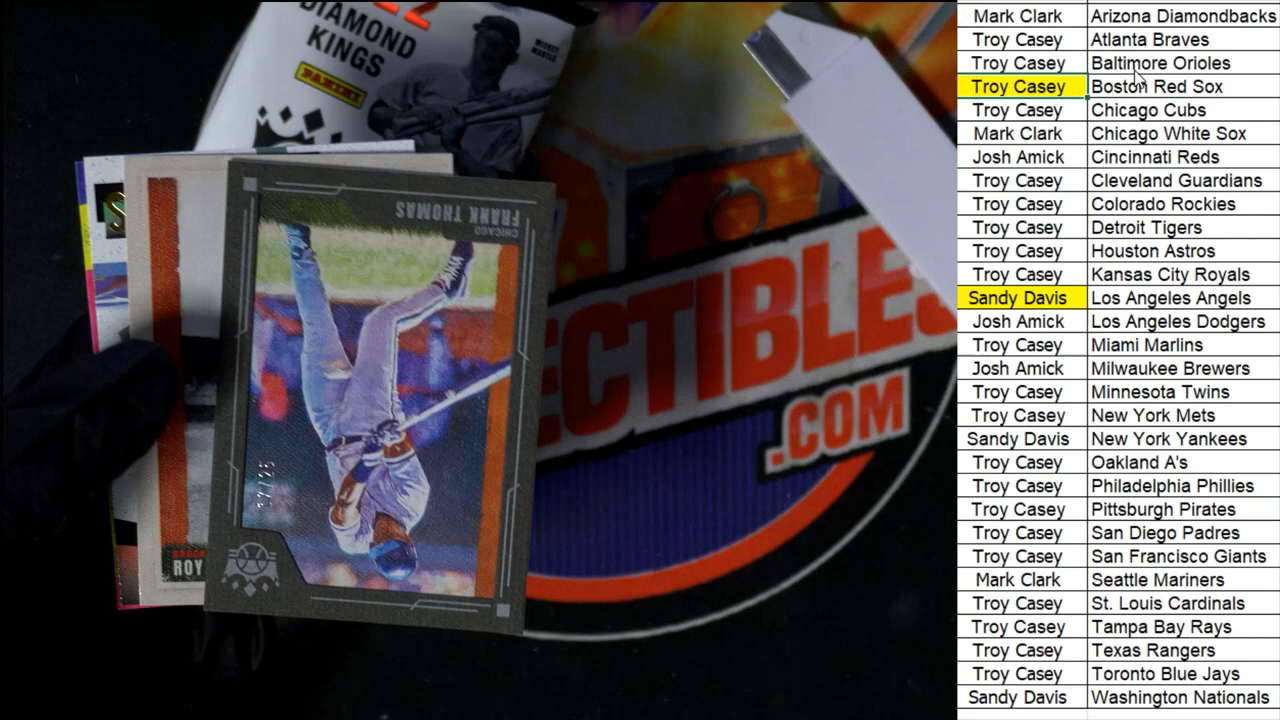 DIAMOND
KINGS
PANINI
MICKEY
MANTLE
FRANK THOMAS
CHICAGO
ROY
ECTIBLES
.COM
Mark Clark Arizona Diamondbacks
Troy Casey Atlanta Braves
Troy Casey Baltimore Orioles
Troy Casey Boston Red Sox
Troy Casey Chicago Cubs
Mark Clark Chicago White Sox
Josh Amick Cincinnati Reds
Troy Casey Cleveland Guardians
Troy Casey Colorado Rockies
Troy Casey Detroit Tigers
Troy Casey Houston Astros
Troy Casey Kansas City Royals
Sandy Davis Los Angeles Angels
Josh Amick Los Angeles Dodgers
Troy Casey Miami Marlins
Josh Amick Milwaukee Brewers
Troy Casey Minnesota Twins
Troy Casey New York Mets
Sandy Davis New York Yankees
Troy Casey Oakland A's
Troy Casey Philadelphia Phillies
Troy Casey Pittsburgh Pirates
Troy Casey San Diego Padres
Troy Casey San Francisco Giants
Mark Clark Seattle Mariners
Troy Casey St. Louis Cardinals
Troy Casey Tampa Bay Rays
Troy Casey Texas Rangers
Troy Casey Toronto Blue Jays
Sandy Davis Washington Nationals